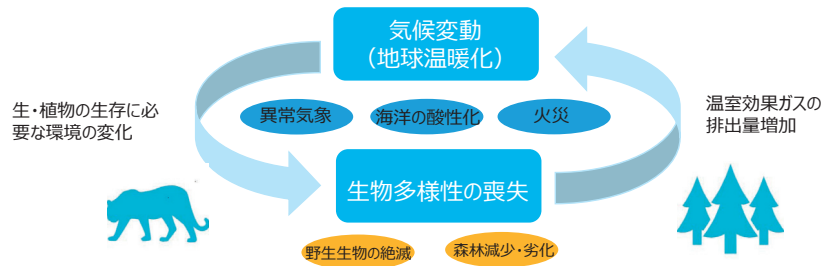 気候変動
（地球温暖化）
生・植物の生存に必
要な環境の変化
異常気象
海洋の酸性化
火災
温室効果ガスの
排出量増加
生物多様性の喪失
野生生物の絶滅
森林減少・劣化